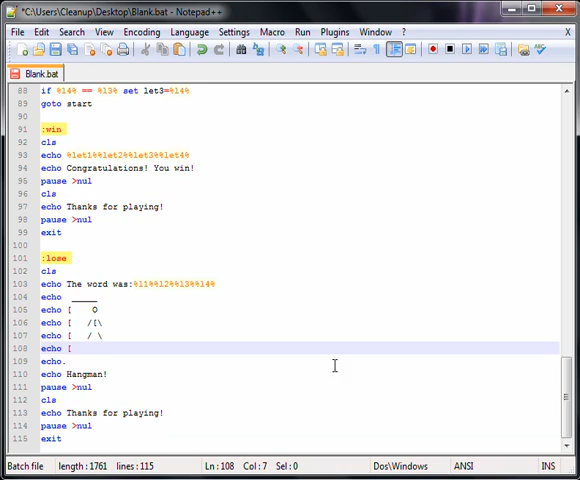 *C:\Users\Cleanup\Desktop\Blank.bat - Notepad++
File Edit Search View Encoding Language Settings Macro Run Plugins Window ? X
Blank.bat
88 if %l4% == %l3% set let3=%l4%
89 goto start
90
91 :win
92 cls
93 echo %let1%%let2%%let3%%let4%
94 echo Congratulations! You win!
95 pause >nul
96 cls
97 echo Thanks for playing!
98 pause >nul
99 exit
100
101 :lose
102 cls
103 echo The word was:%l1%%l2%%l3%%l4%
104 echo  _____
105 echo [    O
106 echo [   /[\
107 echo [   / \
108 echo [
109 echo.
110 echo Hangman!
111 pause >nul
112 cls
113 echo Thanks for playing!
114 pause >nul
115 exit
Batch file length : 1761 lines : 115 Ln : 108 Col : 7 Sel : 0 Dos\Windows ANSI INS